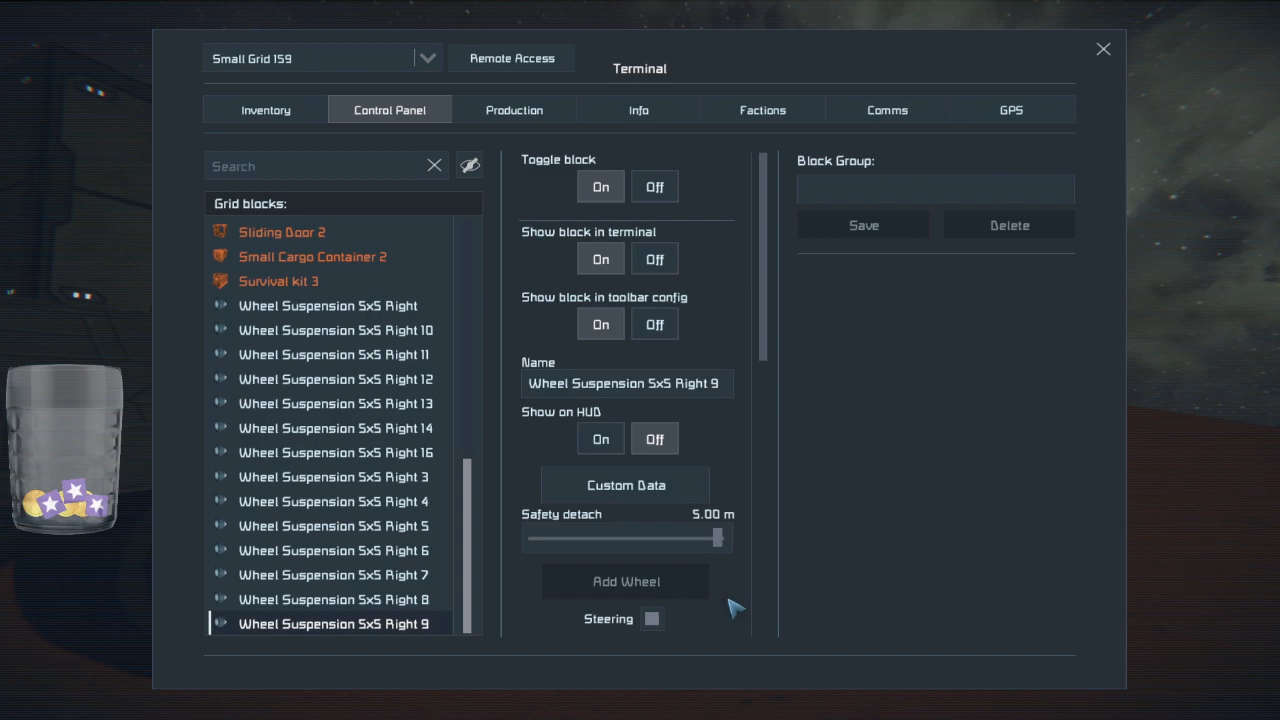 Small Grid 159
Remote Access
Terminal
Inventory
Control Panel
Production
Info
Factions
Comms
GPS
Search
Grid blocks:
Sliding Door 2
Small Cargo Container 2
Survival kit 3
Wheel Suspension 5x5 Right
Wheel Suspension 5x5 Right 10
Wheel Suspension 5x5 Right 11
Wheel Suspension 5x5 Right 12
Wheel Suspension 5x5 Right 13
Wheel Suspension 5x5 Right 14
Wheel Suspension 5x5 Right 16
Wheel Suspension 5x5 Right 3
Wheel Suspension 5x5 Right 4
Wheel Suspension 5x5 Right 5
Wheel Suspension 5x5 Right 6
Wheel Suspension 5x5 Right 7
Wheel Suspension 5x5 Right 8
Wheel Suspension 5x5 Right 9
Toggle block
On Off
Show block in terminal
On Off
Show block in toolbar config
On Off
Name
Wheel Suspension 5x5 Right 9
Show on HUD
On Off
Custom Data
Safety detach 5.00 m
Add Wheel
Steering
Block Group:
Save
Delete